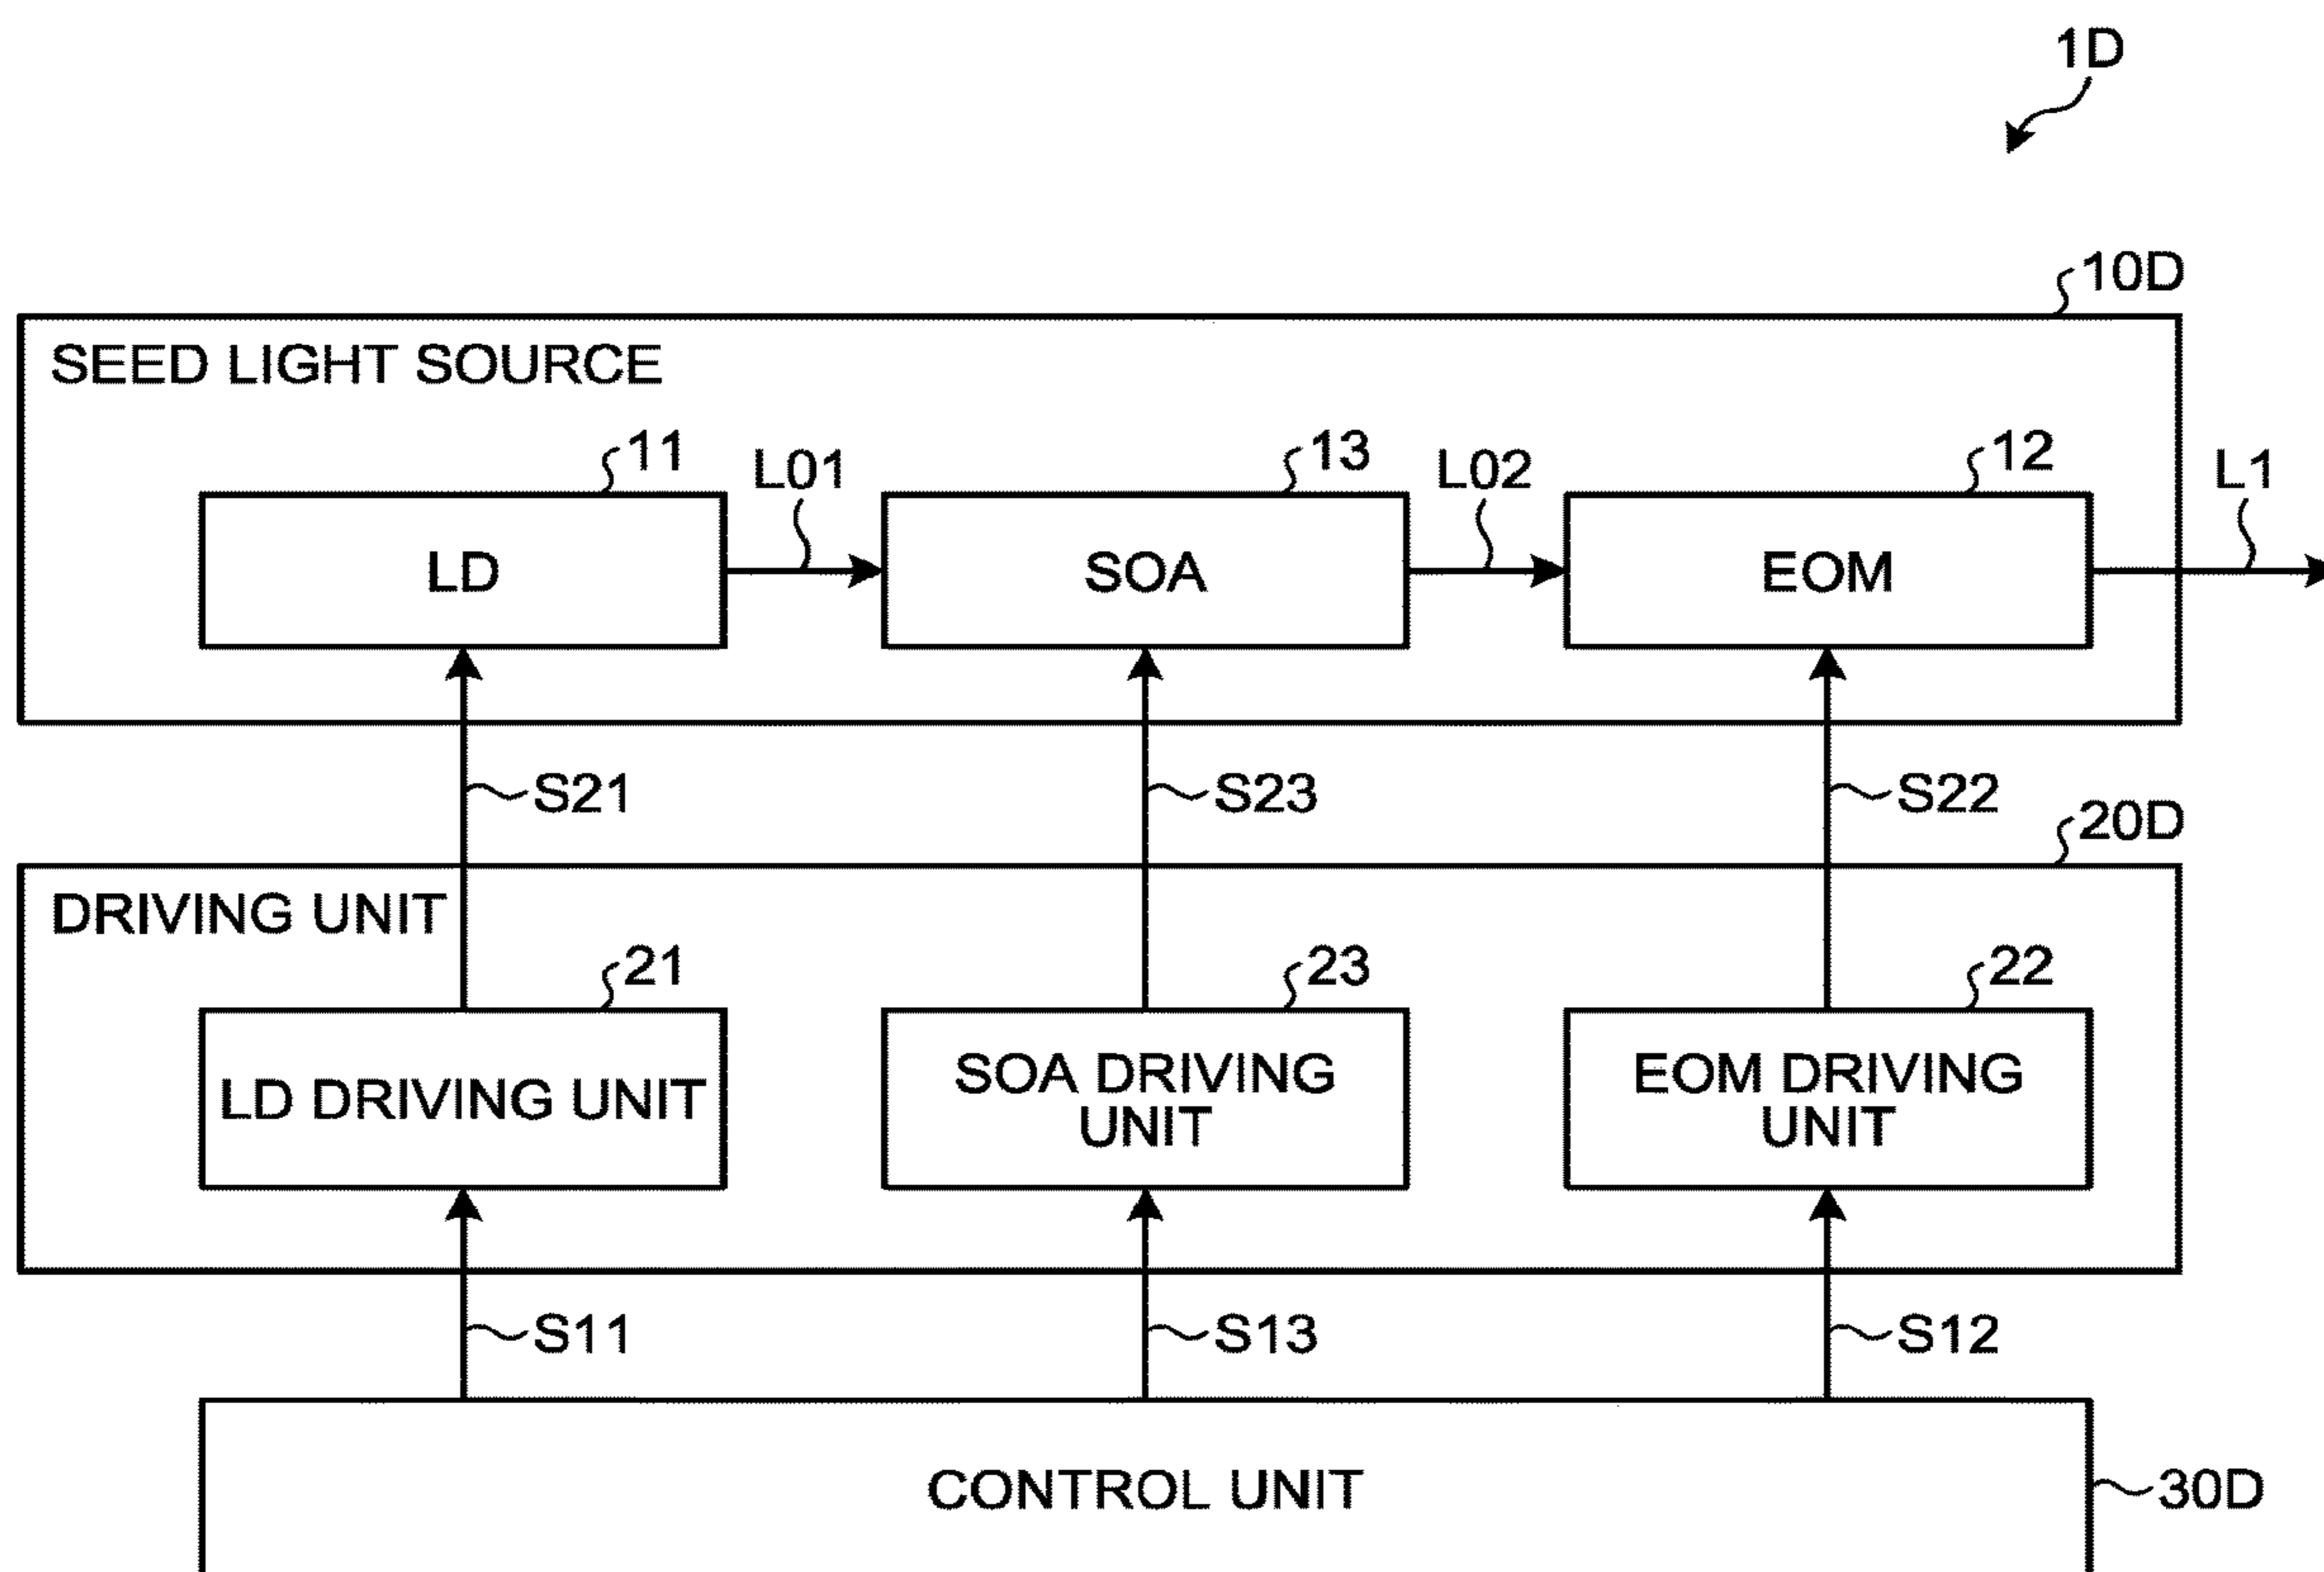 1D
10D
SEED LIGHT SOURCE
11
L01
13
L02
12
L1
LD
SOA
EOM
S21
S23
S22
20D
DRIVING UNIT
21
23
22
LD DRIVING UNIT
SOA DRIVING
UNIT
EOM DRIVING
UNIT
S11
S13
S12
CONTROL UNIT
30D